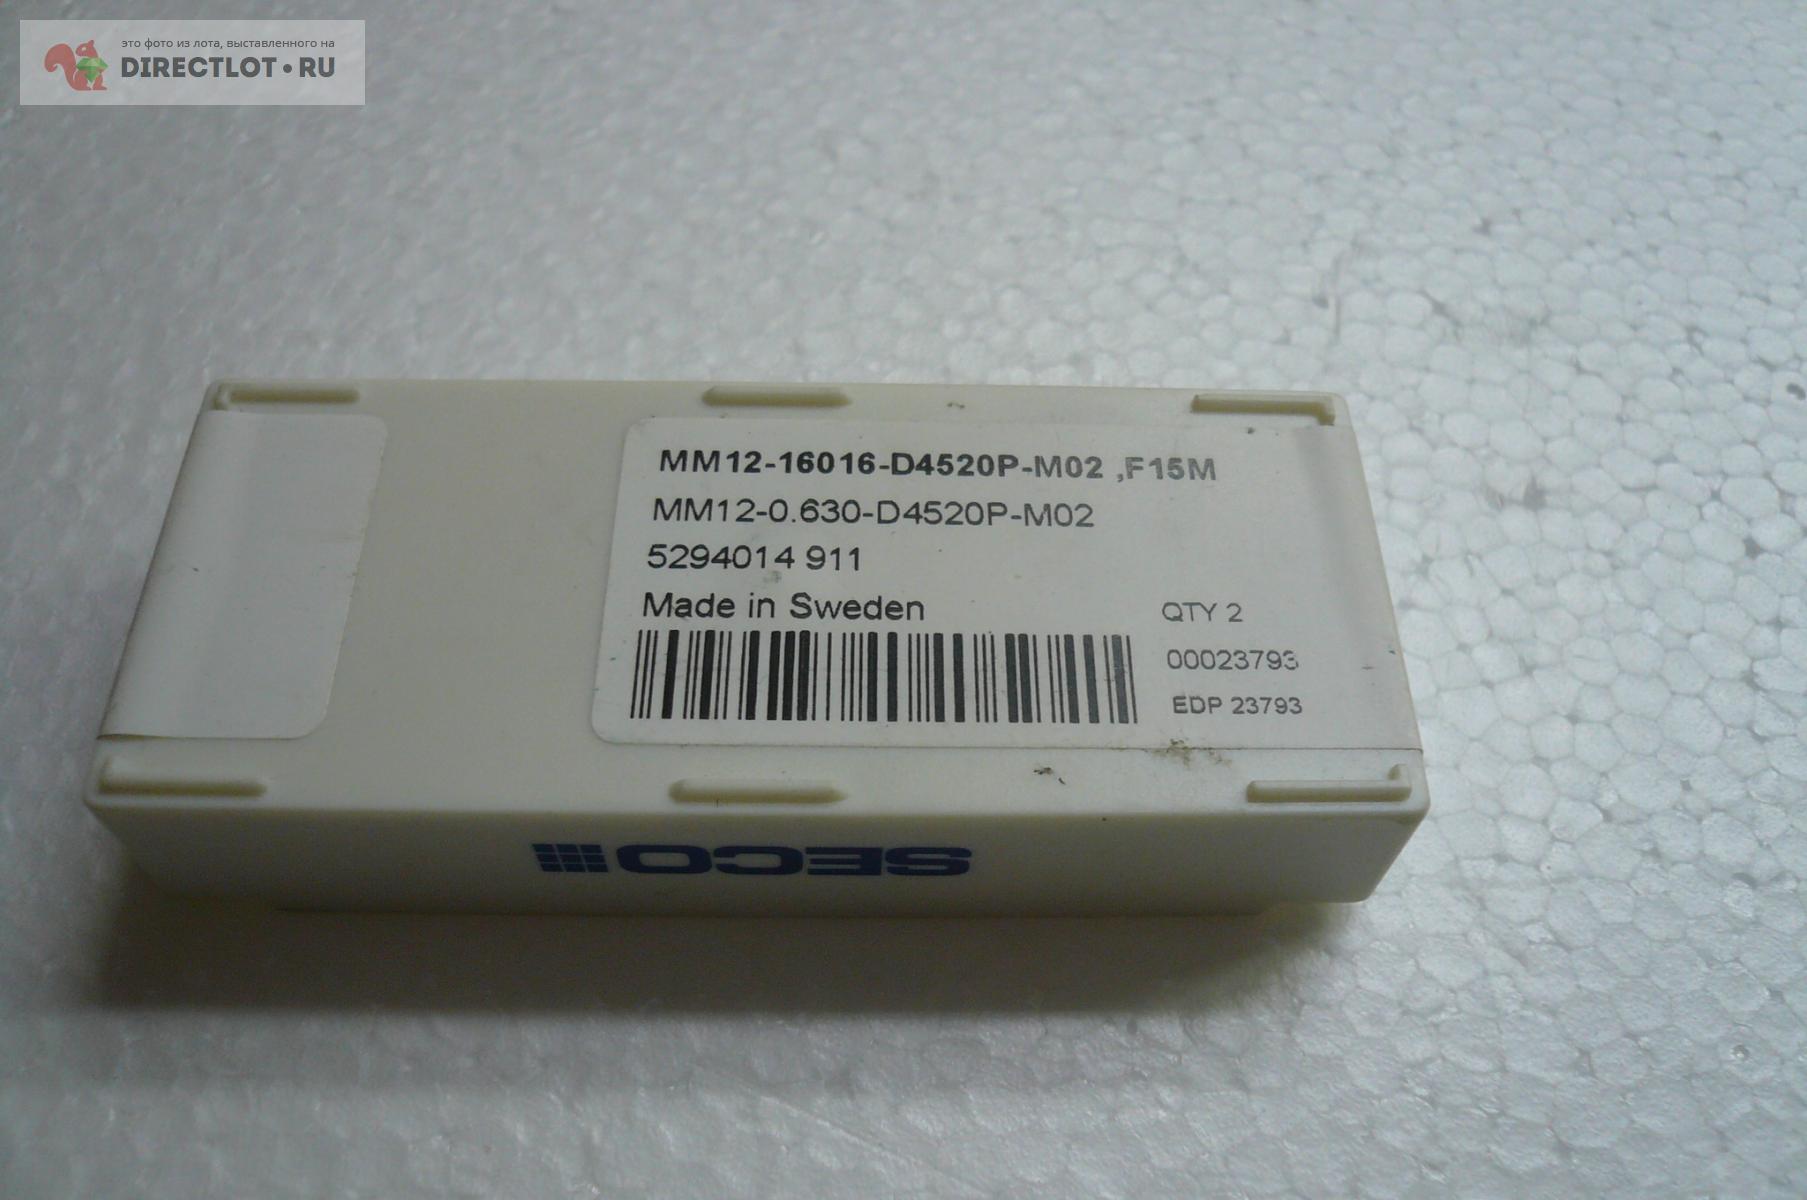 это фото из лота, выставленного на
DIRECTLOT•RU
MM12-16016-D4520P-M02 ,F15M
MM12-0.630-D4520P-M02
5294014 911
Made in Sweden
QTY 2
00023793
EDP 23793
SECO